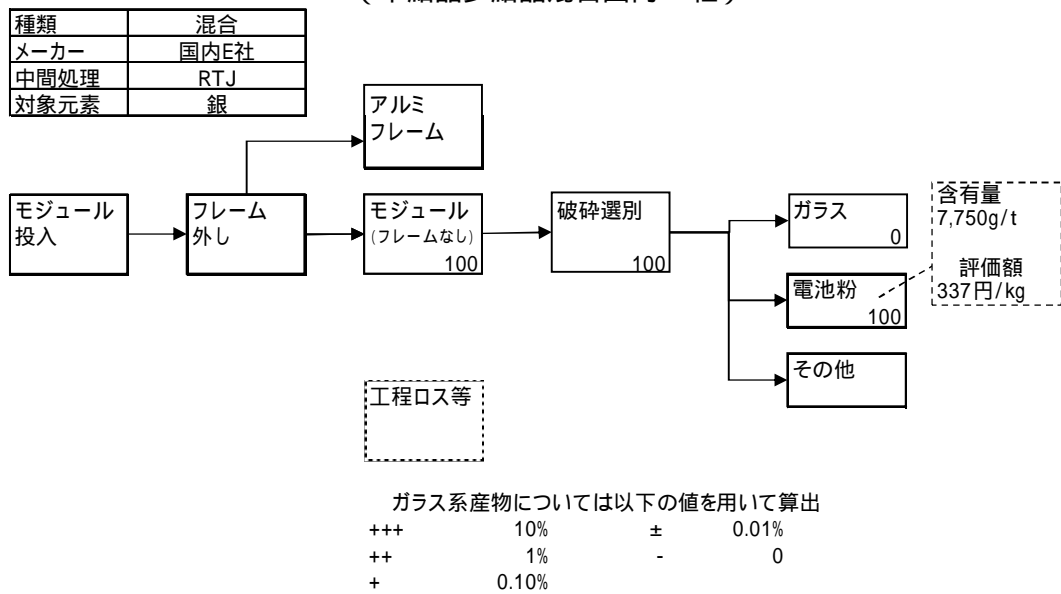 種類 混合
メーカー 国内E社
中間処理 RTJ
対象元素 銀
アルミ
フレーム
モジュール
投入
フレーム
外し
モジュール
(フレームなし)
100
破砕選別
100
ガラス
0
含有量
7,750g/t
評価額
337円/kg
電池粉
100
その他
工程ロス等
ガラス系産物については以下の値を用いて算出
+++ 10% ± 0.01%
++ 1% - 0
+ 0.10%